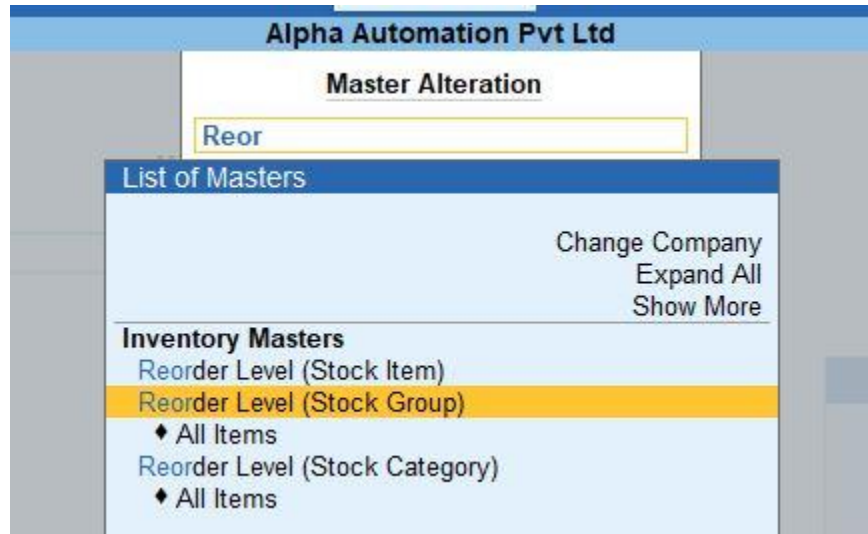 Alpha Automation Pvt Ltd
Master Alteration
Reor
List of Masters
Change Company
Expand All
Show More
Inventory Masters
Reorder Level (Stock Item)
Reorder Level (Stock Group)
♦ All Items
Reorder Level (Stock Category)
♦ All Items